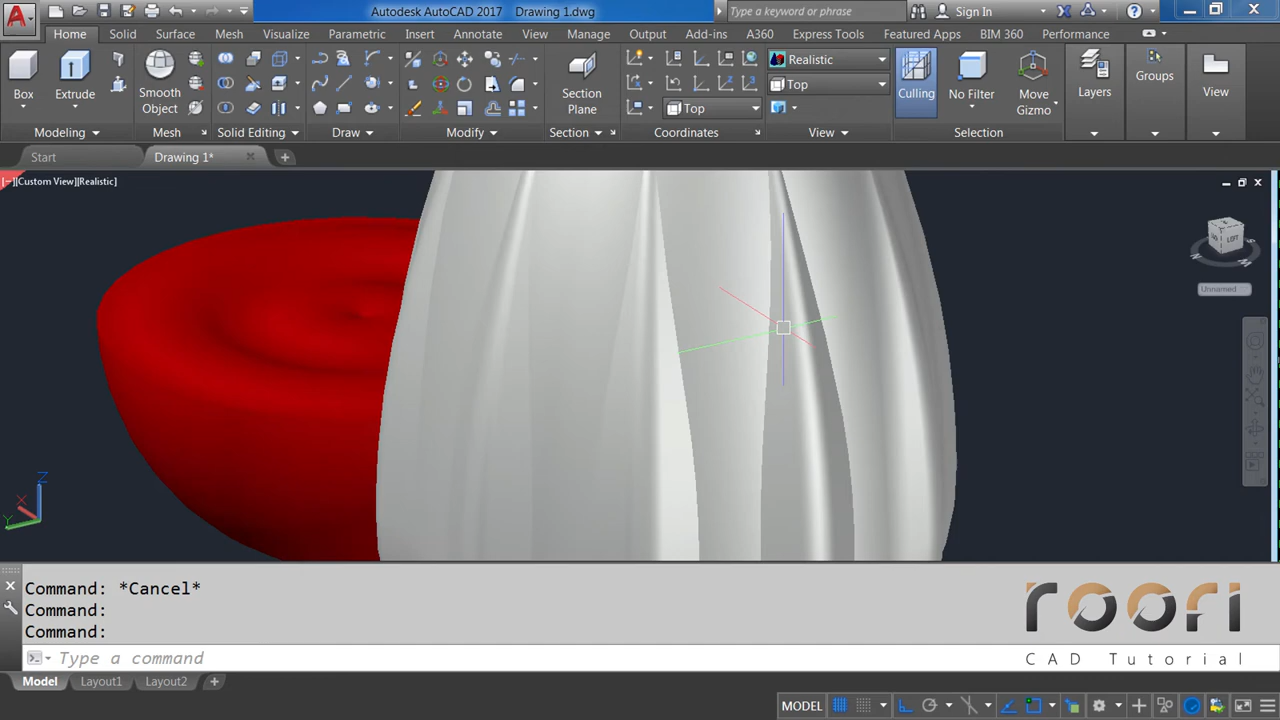 Autodesk AutoCAD 2017 Drawing 1.dwg
Type a keyword or phrase
Sign In
Home Solid Surface Mesh Visualize Parametric Insert Annotate View Manage Output Add-ins A360 Express Tools Featured Apps BIM 360 Performance
Box
Extrude
Smooth
Object
Section
Plane
Realistic
Top
Top
Culling
No Filter
Move
Gizmo
Layers
Groups
View
Modeling
Mesh
Solid Editing
Draw
Modify
Section
Coordinates
View
Selection
Start
Drawing 1*
[−][Custom View][Realistic]
LEFT
Unnamed
Z
X
Y
Command: *Cancel*
Command:
Command:
Type a command
roori
CAD Tutorial
Model Layout1 Layout2
MODEL